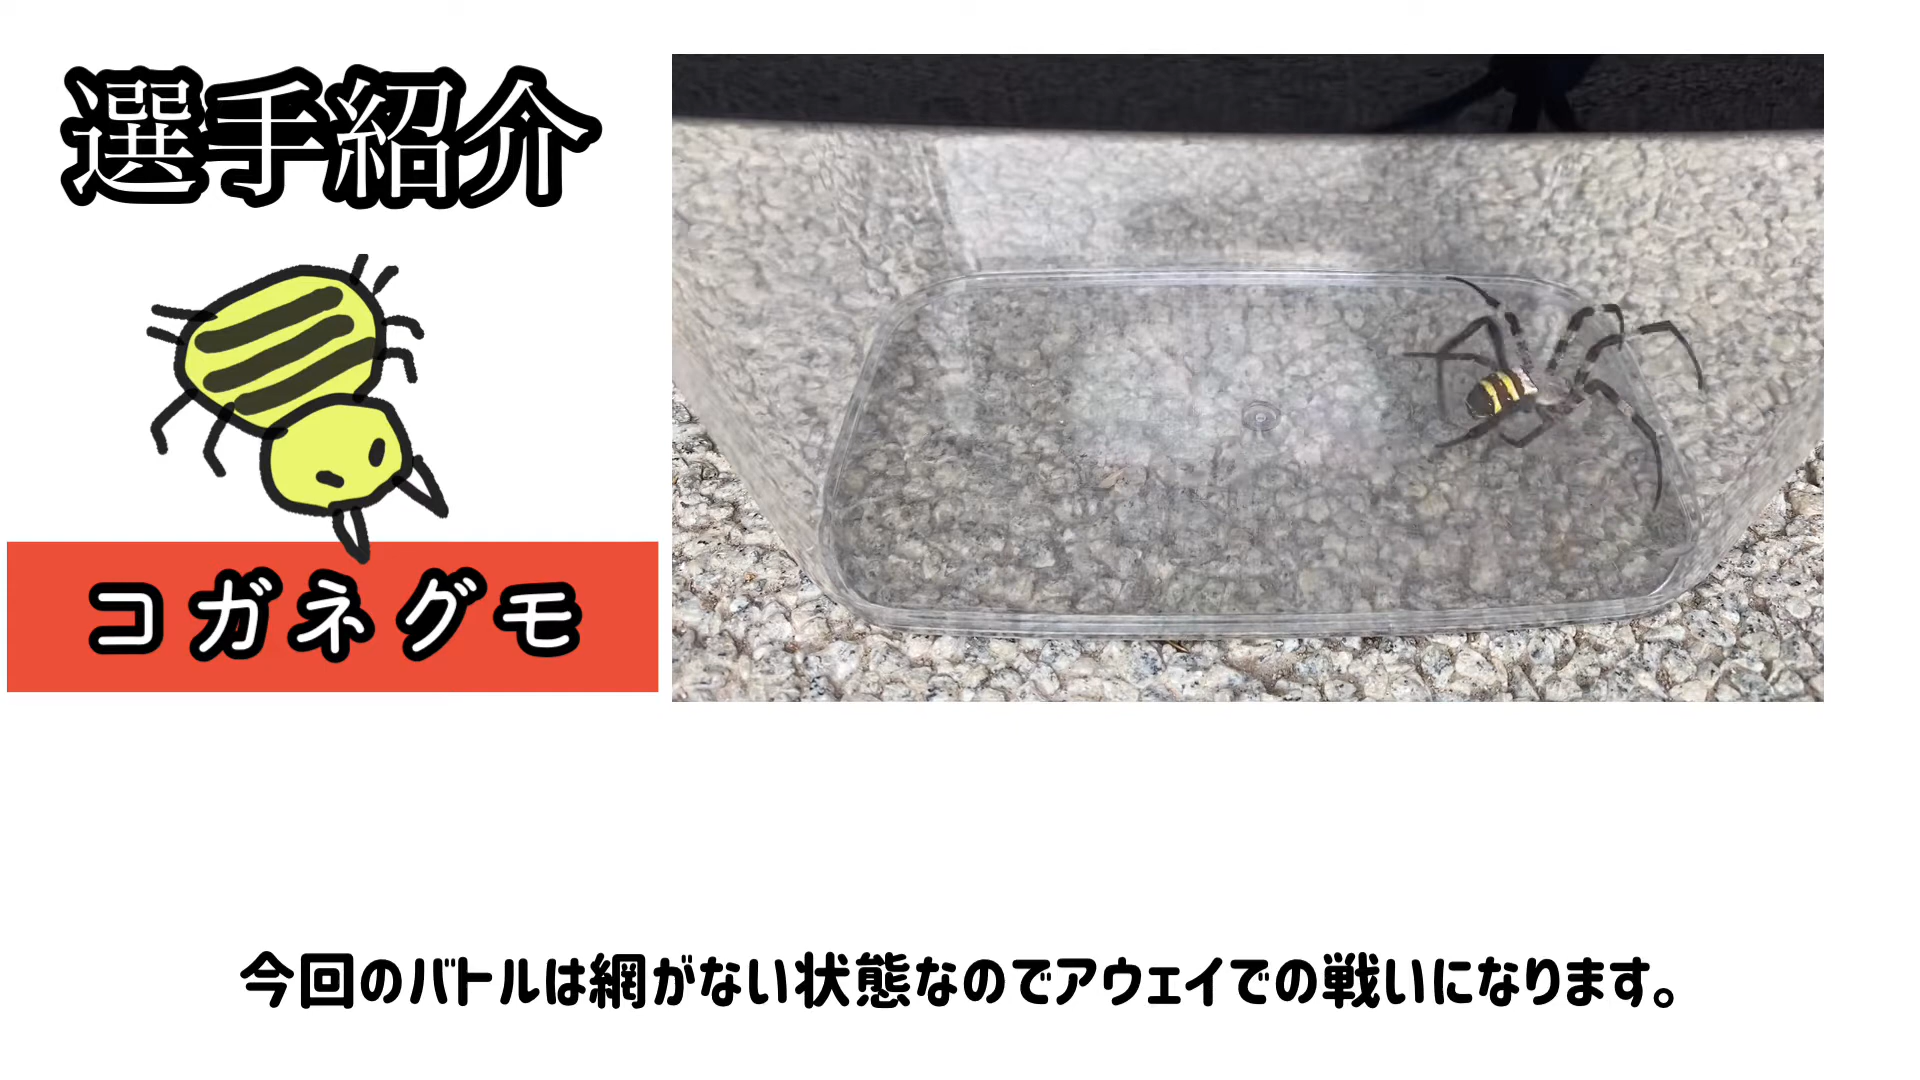 選手紹介
コガネグモ
今回のバトルは網がない状態なのでアウェイでの戦いになります。